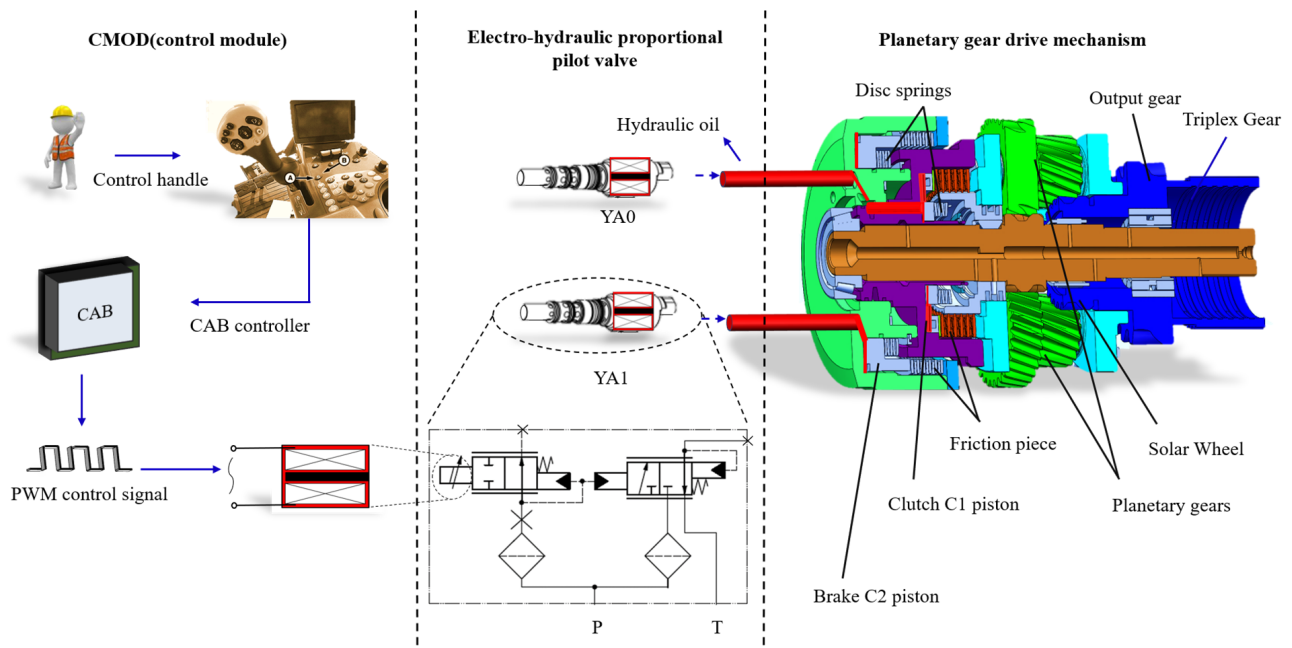 CMOD(control module)
Control handle
B
A
CAB
CAB controller
PWM control signal
Electro-hydraulic proportional
pilot valve
Hydraulic oil
YA0
YA1
P
T
Planetary gear drive mechanism
Disc springs
Output gear
Triplex Gear
Friction piece
Solar Wheel
Clutch C1 piston
Planetary gears
Brake C2 piston